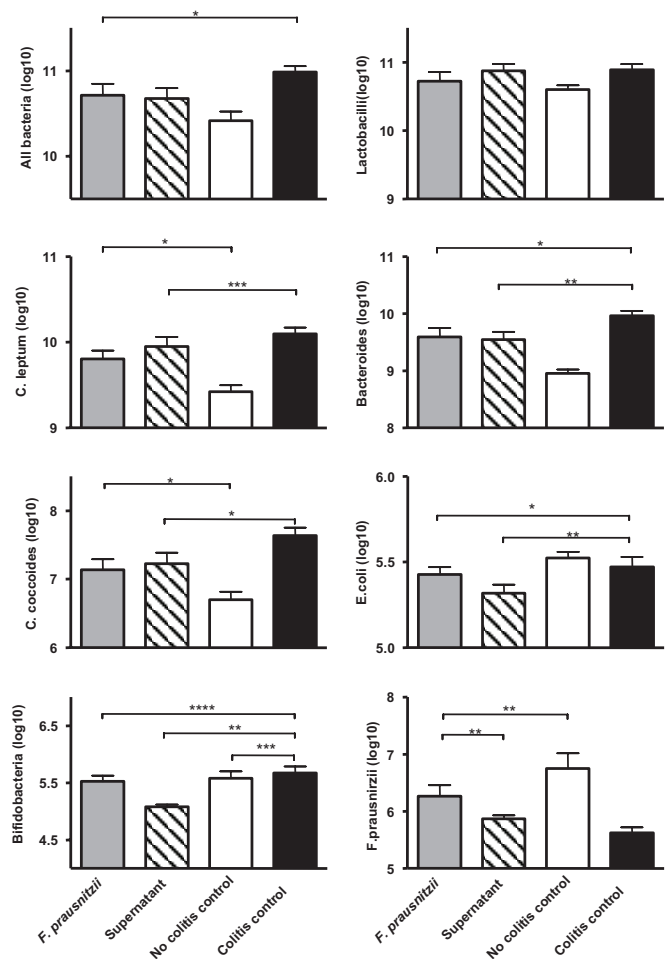 All bacteria (log10)
11
10
*
Lactobacilli(log10)
11
10
9
C. leptum (log10)
11
10
9
*
***
Bacteroides (log10)
11
10
9
8
*
**
C. coccoides (log10)
8
7
6
*
*
E.coli (log10)
6.0
5.5
5.0
*
**
Bifidobacteria (log10)
6.5
5.5
4.5
****
**
***
F.prausnirzii (log10)
8
7
6
5
**
**
F. prausnitzii
Supernatant
No colitis control
Colitis control
F. prausnitzii
Supernatant
No colitis control
Colitis control